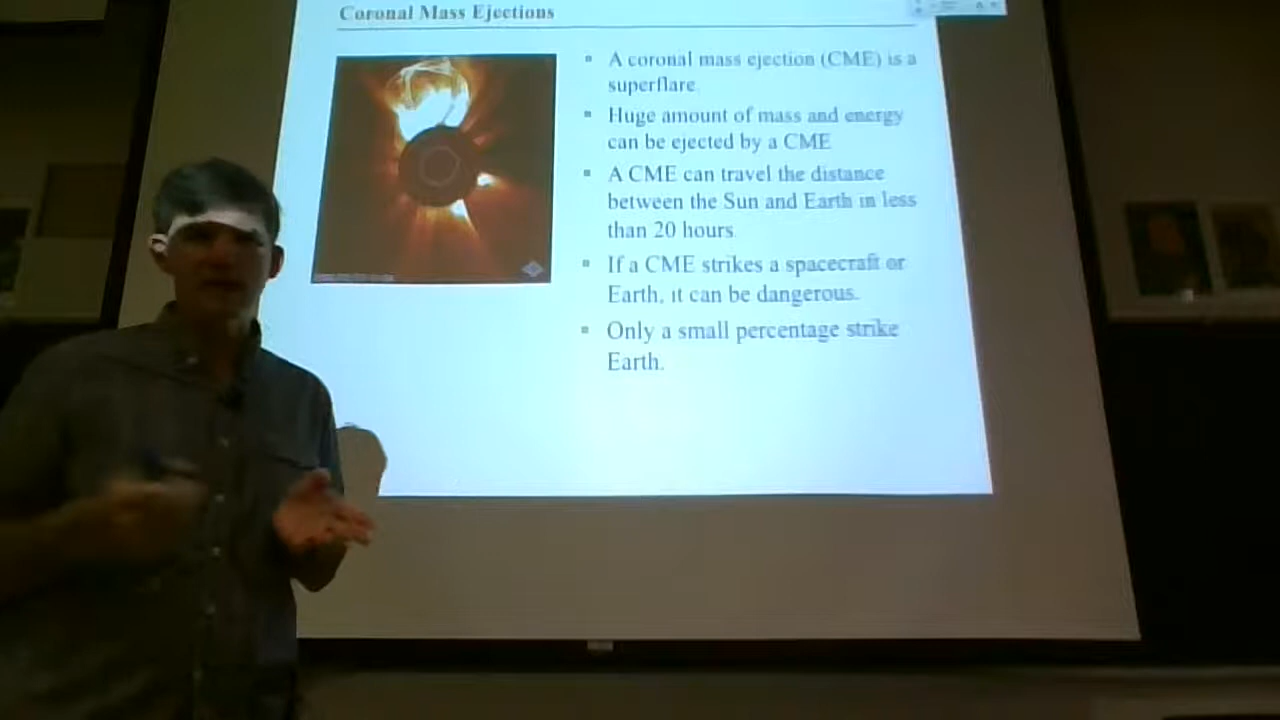 Coronal Mass Ejections
▪ A coronal mass ejection (CME) is a
superflare.
▪ Huge amount of mass and energy
can be ejected by a CME
▪ A CME can travel the distance
between the Sun and Earth in less
than 20 hours.
▪ If a CME strikes a spacecraft or
Earth, it can be dangerous.
▪ Only a small percentage strike
Earth.